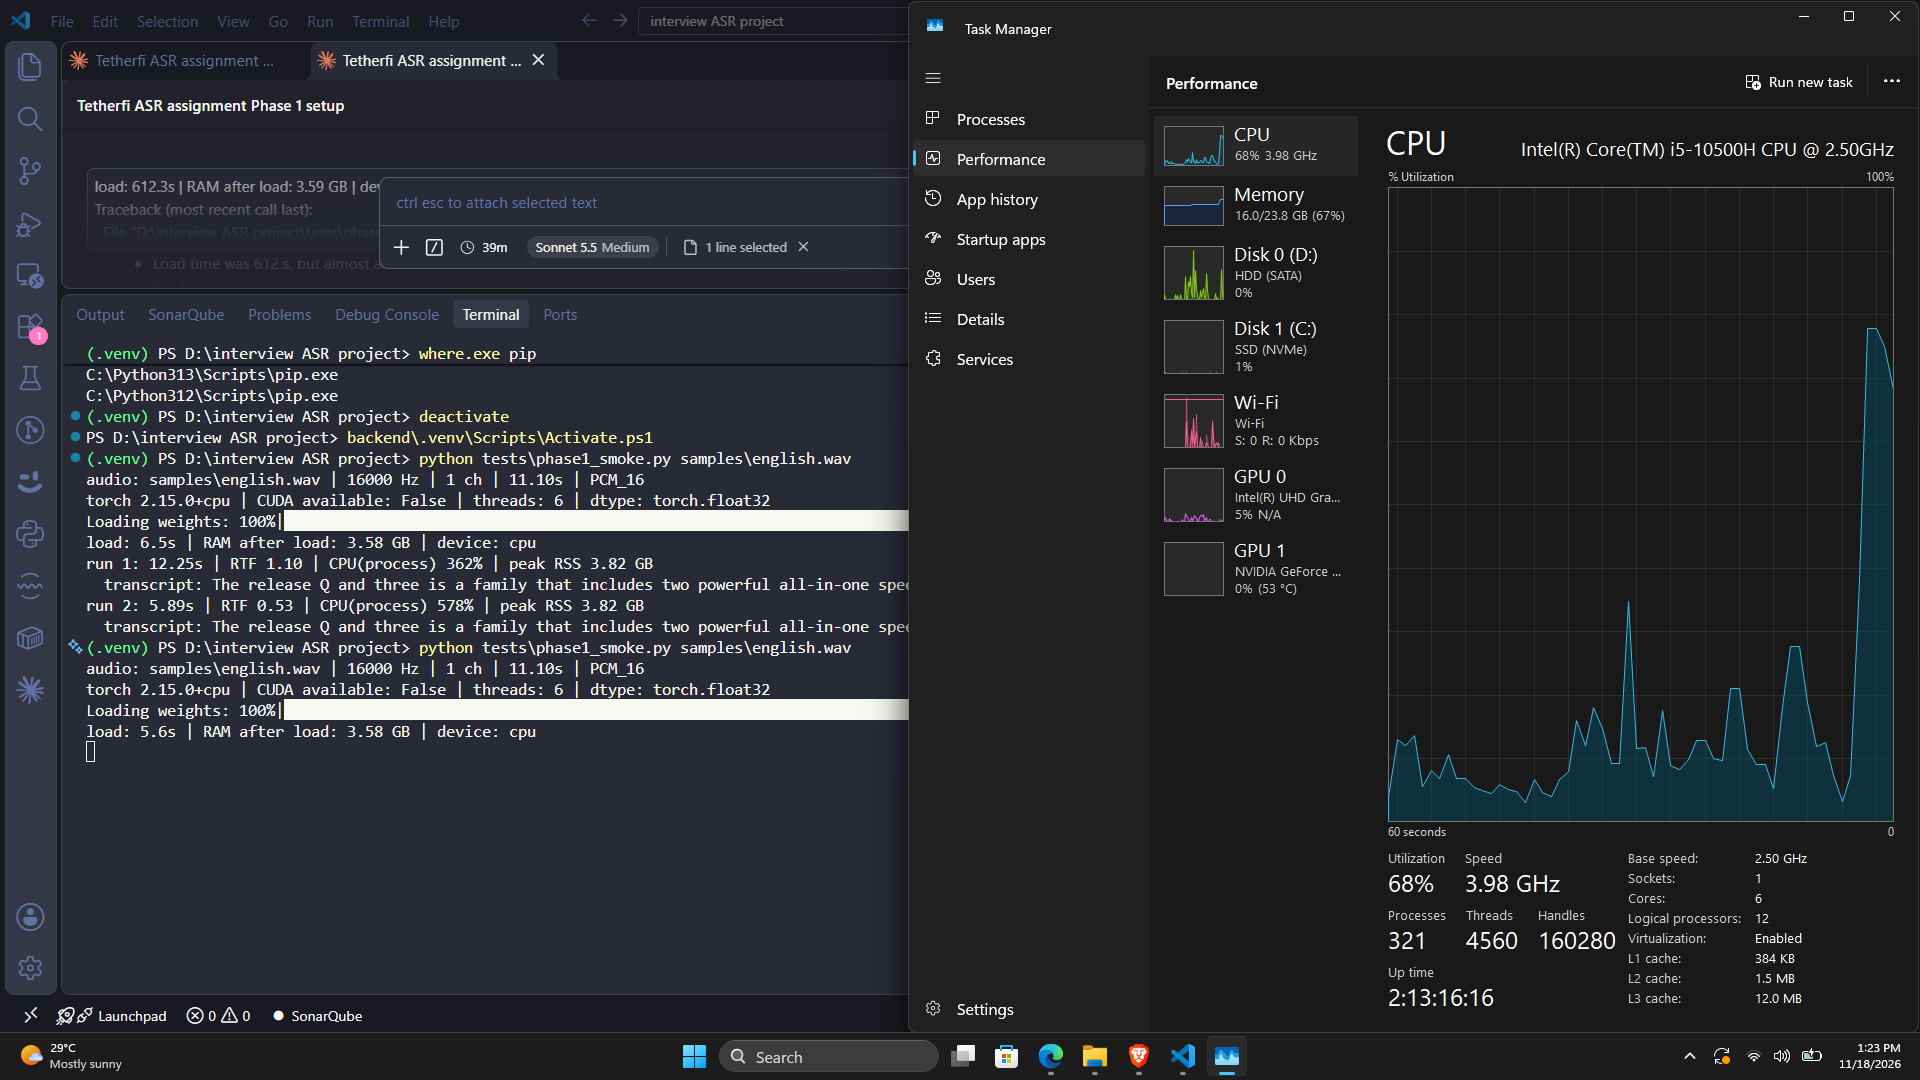 File Edit Selection View Go Run Terminal Help
interview ASR project
Tetherfi ASR assignment ...
Tetherfi ASR assignment ...
Tetherfi ASR assignment Phase 1 setup
load: 612.3s | RAM after load: 3.59 GB |
Traceback (most recent call last):
File "D:\interview ASR project\tests\
Load time was 612 s, but almost
ctrl esc to attach selected text
39m
Sonnet 5.5 Medium
1 line selected
Output SonarQube Problems Debug Console Terminal Ports
(.venv) PS D:\interview ASR project> where.exe pip
C:\Python313\Scripts\pip.exe
C:\Python312\Scripts\pip.exe
(.venv) PS D:\interview ASR project> deactivate
PS D:\interview ASR project> backend\.venv\Scripts\Activate.ps1
(.venv) PS D:\interview ASR project> python tests\phase1_smoke.py samples\english.wav
audio: samples\english.wav | 16000 Hz | 1 ch | 11.10s | PCM_16
torch 2.15.0+cpu | CUDA available: False | threads: 6 | dtype: torch.float32
Loading weights: 100%|
load: 6.5s | RAM after load: 3.58 GB | device: cpu
run 1: 12.25s | RTF 1.10 | CPU(process) 362% | peak RSS 3.82 GB
transcript: The release Q and three is a family that includes two powerful all-in-one spee
run 2: 5.89s | RTF 0.53 | CPU(process) 578% | peak RSS 3.82 GB
transcript: The release Q and three is a family that includes two powerful all-in-one spee
(.venv) PS D:\interview ASR project> python tests\phase1_smoke.py samples\english.wav
audio: samples\english.wav | 16000 Hz | 1 ch | 11.10s | PCM_16
torch 2.15.0+cpu | CUDA available: False | threads: 6 | dtype: torch.float32
Loading weights: 100%|
load: 5.6s | RAM after load: 3.58 GB | device: cpu
1
Launchpad
0 0
SonarQube
Task Manager
Processes
Performance
App history
Startup apps
Users
Details
Services
Settings
Performance
Run new task
CPU
68% 3.98 GHz
Memory
16.0/23.8 GB (67%)
Disk 0 (D:)
HDD (SATA)
0%
Disk 1 (C:)
SSD (NVMe)
1%
Wi-Fi
Wi-Fi
S: 0 R: 0 Kbps
GPU 0
Intel(R) UHD Gra...
5% N/A
GPU 1
NVIDIA GeForce ...
0% (53 °C)
CPU
Intel(R) Core(TM) i5-10500H CPU @ 2.50GHz
% Utilization 100%
60 seconds 0
Utilization Speed
68% 3.98 GHz
Processes Threads Handles
321 4560 160280
Up time
2:13:16:16
Base speed: 2.50 GHz
Sockets: 1
Cores: 6
Logical processors: 12
Virtualization: Enabled
L1 cache: 384 KB
L2 cache: 1.5 MB
L3 cache: 12.0 MB
29°C
Mostly sunny
Search
1:23 PM
11/18/2026